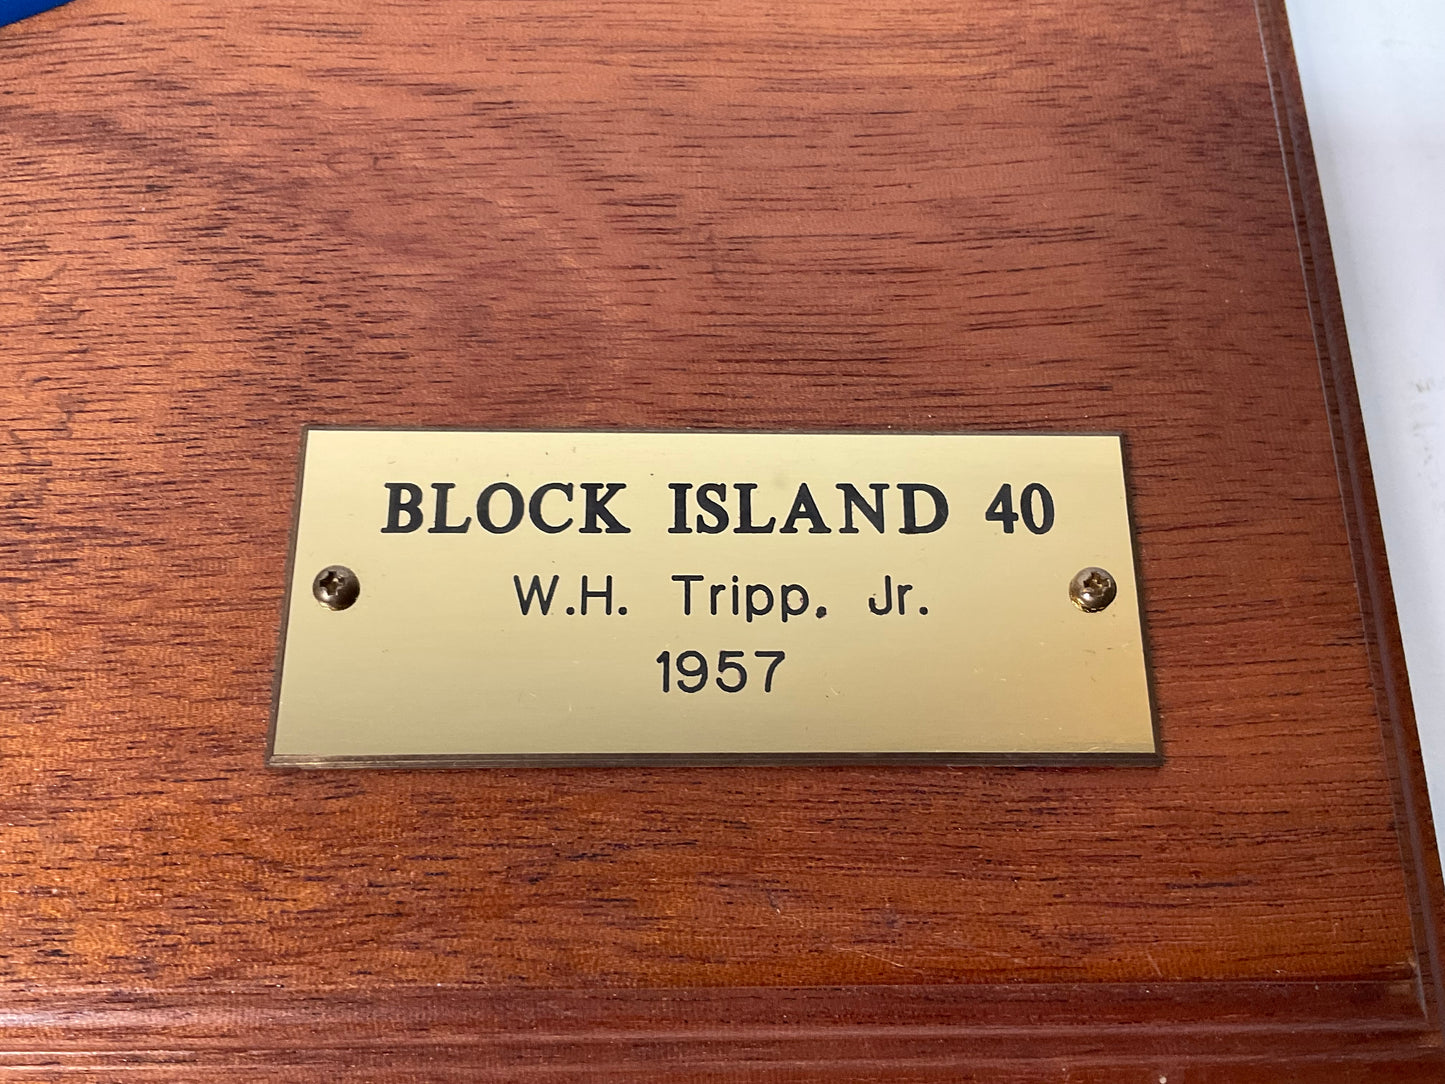 BLOCK ISLAND 40
W.H. Tripp, Jr.
1957